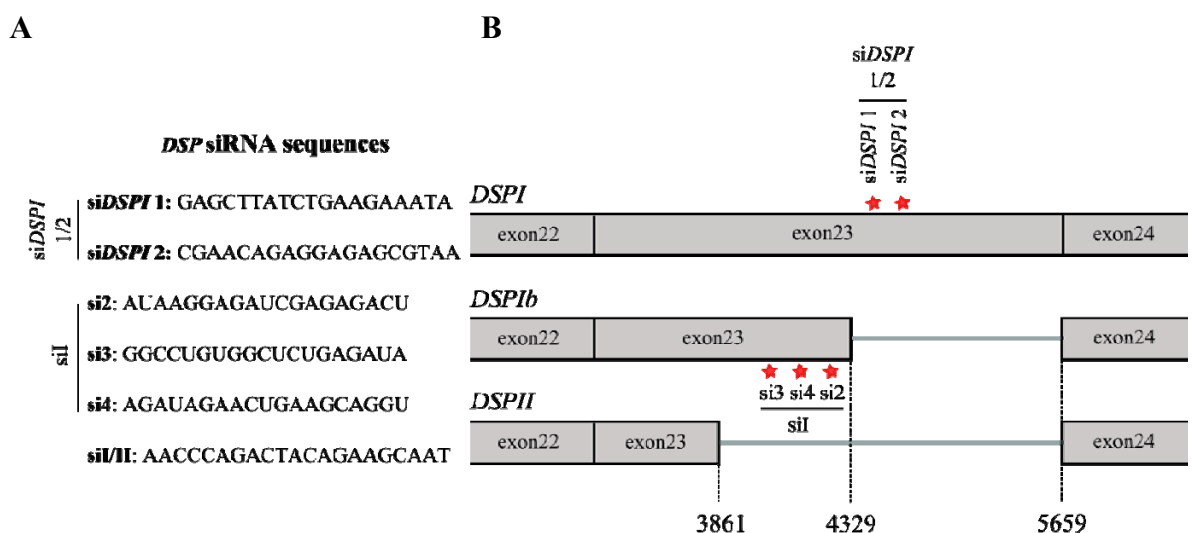 A
DSP siRNA sequences
siDSPI 1/2
siDSPI 1: GAGCTTATCTGAAGAAATA
siDSPI 2: CGAACAGAGGAGAGCGTAA
siI
si2: AUAAGGAGAUCGAGAGACU
si3: GGCCUGUGGCUCUGAGAUA
si4: AGAUAGAACUGAAGCAGGU
siI/II: AACCCAGACTACAGAAGCAAT
B
siDSPI
1/2
siDSPI 1
siDSPI 2
DSPI
exon22 exon23 exon24
DSPIb
exon22 exon23 exon24
si3 si4 si2
siI
DSPII
exon22 exon23 exon24
3861 4329 5659